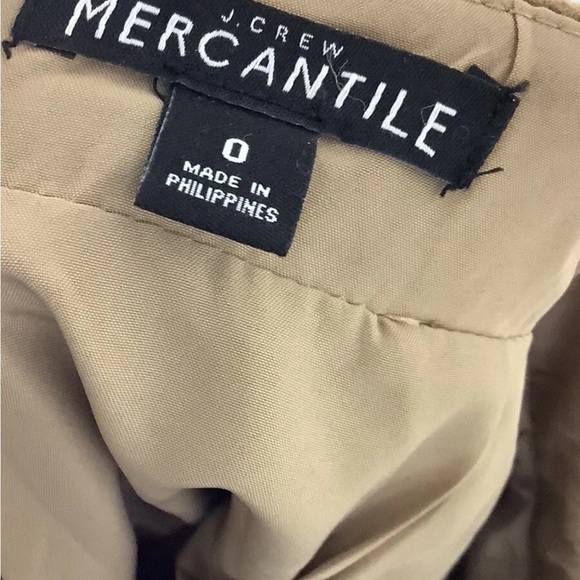 J.CREW
MERCANTILE
0
MADE IN
PHILIPPINES